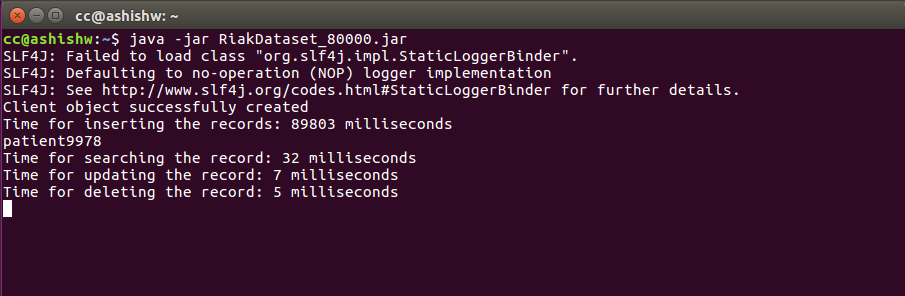 cc@ashishw: ~
cc@ashishw:~$ java -jar RiakDataset_80000.jar
SLF4J: Failed to load class "org.slf4j.impl.StaticLoggerBinder".
SLF4J: Defaulting to no-operation (NOP) logger implementation
SLF4J: See http://www.slf4j.org/codes.html#StaticLoggerBinder for further details.
Client object successfully created
Time for inserting the records: 89803 milliseconds
patient9978
Time for searching the record: 32 milliseconds
Time for updating the record: 7 milliseconds
Time for deleting the record: 5 milliseconds